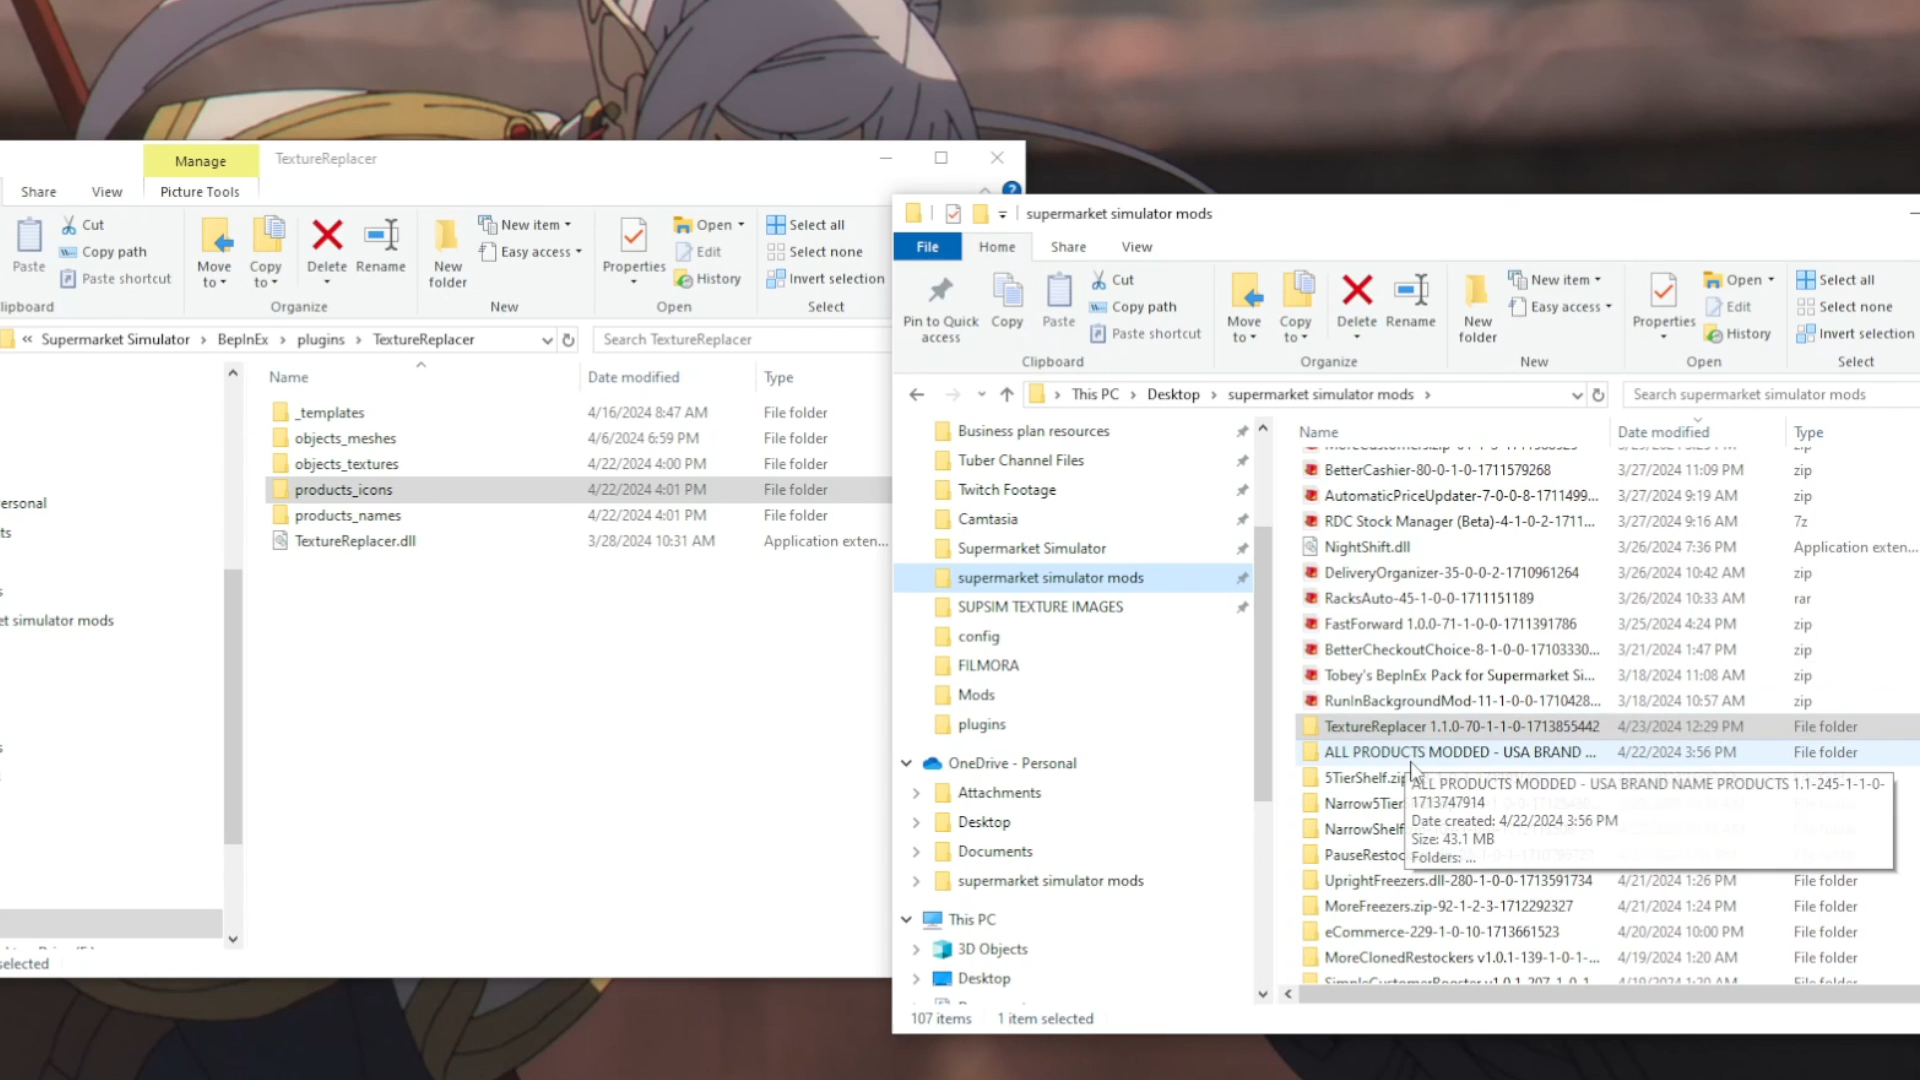 Manage
TextureReplacer
Share
View
Picture Tools
Paste
Cut
Copy path
Paste shortcut
lipboard
Move to
Copy to
Delete
Rename
Organize
New folder
New item
Easy access
New
Properties
Open
Edit
History
Open
Select all
Select none
Invert selection
Select
« Supermarket Simulator > BepInEx > plugins > TextureReplacer
Search TextureReplacer
Name
Date modified
Type
_templates 4/16/2024 8:47 AM File folder
objects_meshes 4/6/2024 6:59 PM File folder
objects_textures 4/22/2024 4:00 PM File folder
products_icons 4/22/2024 4:01 PM File folder
products_names 4/22/2024 4:01 PM File folder
TextureReplacer.dll 3/28/2024 10:31 AM Application exten...
ersonal
ts
s
et simulator mods
s
selected
supermarket simulator mods
File
Home
Share
View
Pin to Quick access
Copy
Paste
Cut
Copy path
Paste shortcut
Clipboard
Move to
Copy to
Delete
Rename
Organize
New folder
New item
Easy access
New
Properties
Open
Edit
History
Open
Select all
Select none
Invert selection
Select
This PC > Desktop > supermarket simulator mods >
Search supermarket simulator mods
Business plan resources
Tuber Channel Files
Twitch Footage
Camtasia
Supermarket Simulator
supermarket simulator mods
SUPSIM TEXTURE IMAGES
config
FILMORA
Mods
plugins
OneDrive - Personal
Attachments
Desktop
Documents
supermarket simulator mods
This PC
3D Objects
Desktop
Name
Date modified
Type
BetterCashier-80-0-1-0-1711579268 3/27/2024 11:09 PM zip
AutomaticPriceUpdater-7-0-0-8-1711499... 3/27/2024 9:19 AM zip
RDC Stock Manager (Beta)-4-1-0-2-1711... 3/27/2024 9:16 AM 7z
NightShift.dll 3/26/2024 7:36 PM Application exten...
DeliveryOrganizer-35-0-0-2-1710961264 3/26/2024 10:42 AM zip
RacksAuto-45-1-0-0-1711151189 3/26/2024 10:33 AM rar
FastForward 1.0.0-71-1-0-0-1711391786 3/25/2024 4:24 PM zip
BetterCheckoutChoice-8-1-0-0-17103330... 3/21/2024 1:47 PM zip
Tobey's BepInEx Pack for Supermarket Si... 3/18/2024 11:08 AM zip
RunInBackgroundMod-11-1-0-0-1710428... 3/18/2024 10:57 AM zip
TextureReplacer 1.1.0-70-1-1-0-1713855442 4/23/2024 12:29 PM File folder
ALL PRODUCTS MODDED - USA BRAND ... 4/22/2024 3:56 PM File folder
5TierShelf.zip
Narrow5Tier
NarrowShelf
PauseRestoc
ALL PRODUCTS MODDED - USA BRAND NAME PRODUCTS 1.1-245-1-1-0-
1713747914
Date created: 4/22/2024 3:56 PM
Size: 43.1 MB
Folders: ...
UprightFreezers.dll-280-1-0-0-1713591734 4/21/2024 1:26 PM File folder
MoreFreezers.zip-92-1-2-3-1712292327 4/21/2024 1:24 PM File folder
eCommerce-229-1-0-10-1713661523 4/20/2024 10:00 PM File folder
MoreClonedRestockers v1.0.1-139-1-0-1-... 4/19/2024 1:20 AM File folder
107 items
1 item selected